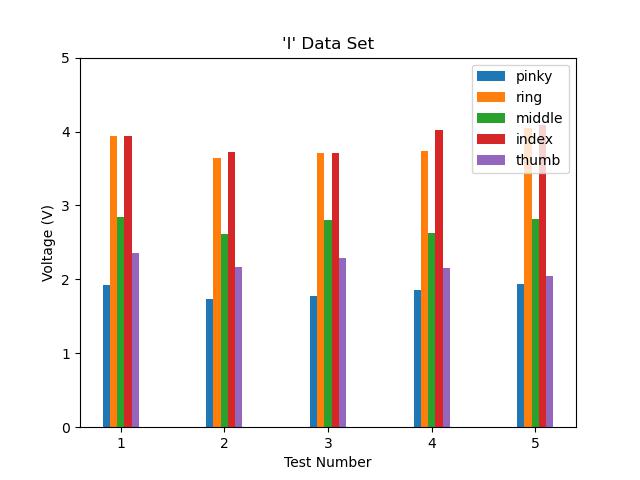 'I' Data Set
5
4
3
2
1
0
Voltage (V)
pinky
ring
middle
index
thumb
1 2 3 4 5
Test Number